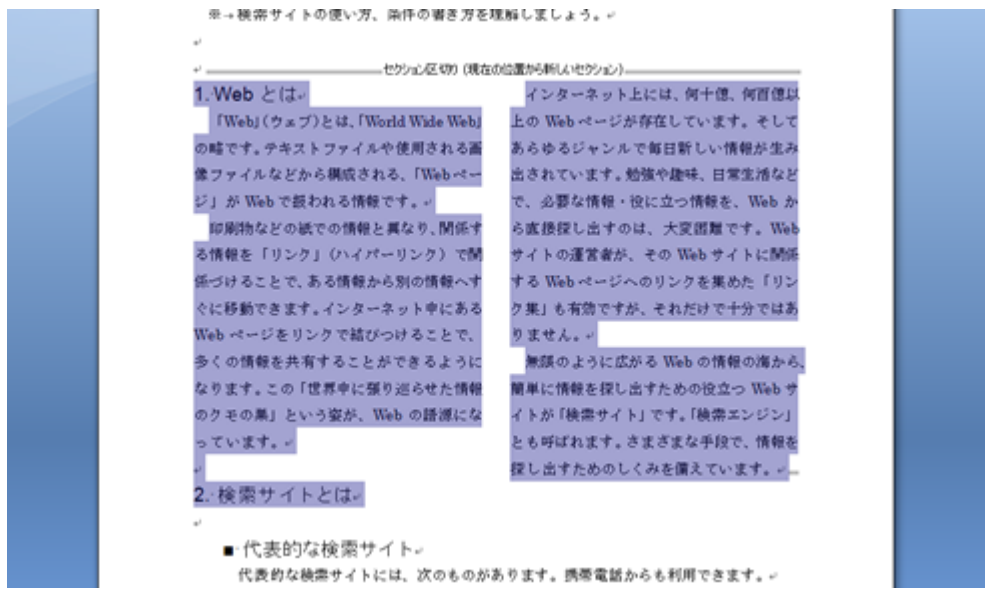 ※→検索サイトの使い方、条件の書き方を理解しましょう。
セクション区切り (現在の位置から新しいセクション)
1. Web とは
「Web」(ウェブ)とは、「World Wide Web」
の略です。テキストファイルや使用される画
像ファイルなどから構成される、「Web ペー
ジ」が Web で扱われる情報です。
印刷物などの紙での情報と異なり、関係す
る情報を「リンク」(ハイパーリンク)で関
係づけることで、ある情報から別の情報へす
ぐに移動できます。インターネット中にある
Web ページをリンクで結びつけることで、
多くの情報を共有することができるように
なります。この「世界中に張り巡らせた情報
のクモの巣」という姿が、Web の語源にな
っています。
2. 検索サイトとは
インターネット上には、何十億、何百億以
上の Web ページが存在しています。そして
あらゆるジャンルで毎日新しい情報が生み
出されています。勉強や趣味、日常生活など
で、必要な情報・役に立つ情報を、Web か
ら直接探し出すのは、大変困難です。Web
サイトの運営者が、その Web サイトに関係
する Web ページへのリンクを集めた「リン
ク集」も有効ですが、それだけで十分ではあ
りません。
無限のように広がる Web の情報の海から、
簡単に情報を探し出すための役立つ Web サ
イトが「検索サイト」です。「検索エンジン」
とも呼ばれます。さまざまな手段で、情報を
探し出すためのしくみを備えています。
■ 代表的な検索サイト
代表的な検索サイトには、次のものがあります。携帯電話からも利用できます。